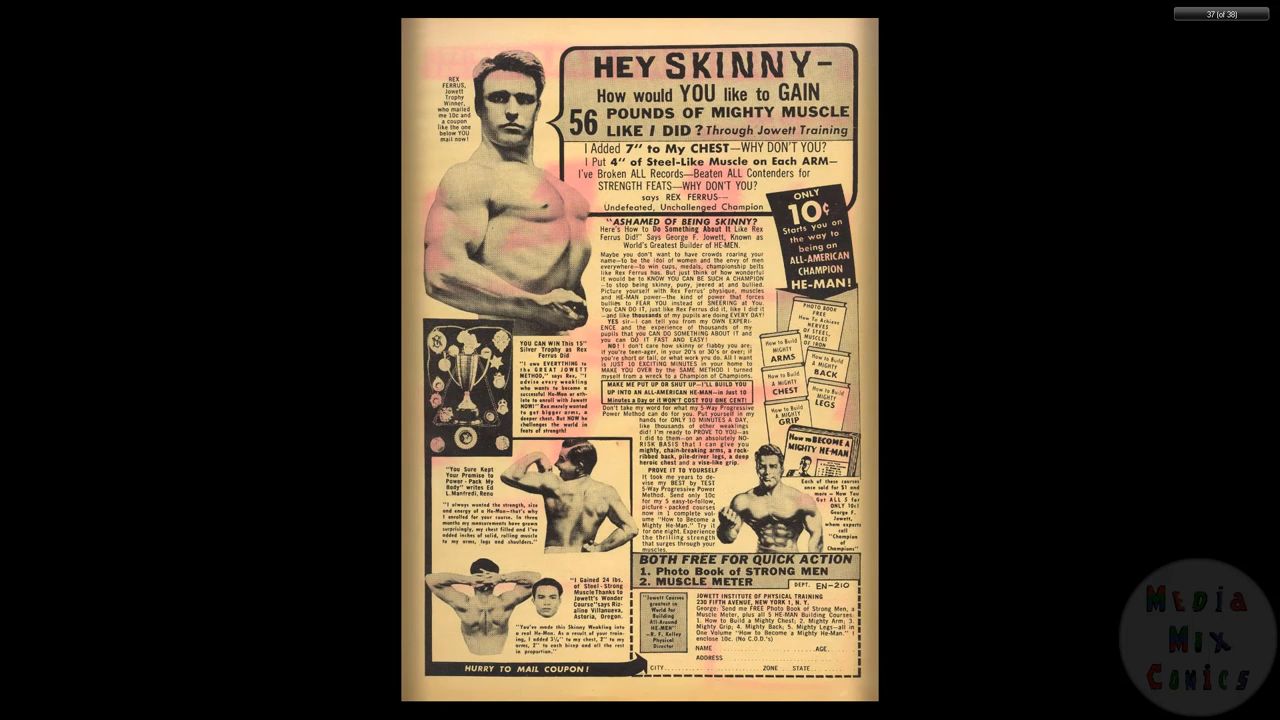 37 (of 38)
REX
FERRUS,
Jowett
Trophy
Winner,
who mailed
me 10c and
a coupon
like the one
below YOU
mail now!
HEY SKINNY-
How would YOU like to GAIN
56 POUNDS OF MIGHTY MUSCLE
LIKE I DID? Through Jowett Training
I Added 7" to My CHEST—WHY DON'T YOU?
I Put 4" of Steel-Like Muscle on Each ARM—
I've Broken ALL Records—Beaten ALL Contenders for
STRENGTH FEATS—WHY DON'T YOU?
says REX FERRUS—
Undefeated, Unchallenged Champion
ONLY
10¢
Starts you on
the way to
being an
ALL-AMERICAN
CHAMPION
HE-MAN!
"ASHAMED OF BEING SKINNY?
Here's How to Do Something About It Like Rex
Ferrus Did!" Says George F. Jowett, Known as
World's Greatest Builder of HE-MEN.
Maybe you don't want to have crowds roaring your
name—to be the idol of women and the envy of men
everywhere—to win cups, medals, championship belts
like Rex Ferrus has. But just think of how wonderful
it would be to KNOW YOU CAN BE SUCH A CHAMPION
—to stop being skinny, puny, jeered at and bullied.
Picture yourself with Rex Ferrus' physique, muscles
and HE-MAN power—the kind of power that forces
bullies to FEAR YOU instead of SNEERING at You.
YOU CAN DO IT, just like Rex Ferrus did it, like I did it
—and like thousands of my pupils are doing EVERY DAY!
YES sir—I can tell you from my OWN EXPERI-
ENCE and the experience of thousands of my
pupils that you CAN DO SOMETHING ABOUT IT and
DO IT FAST AND EASY!
NO! I don't care how skinny or flabby you are;
if you're teen-ager, in your 20's or 30's or over; if
you're short or tall, or what work you do. All I want
is JUST 10 EXCITING MINUTES in your home to
MAKE YOU OVER by the SAME METHOD I turned
myself from a wreck to a Champion of Champions.
MAKE ME PUT UP OR SHUT UP—I'LL BUILD YOU
UP INTO AN ALL-AMERICAN HE-MAN—in Just 10
Minutes a Day or it WON'T COST YOU ONE CENT!
Don't take my word for what my 5-Way Progressive
Power Method can do for you. Put yourself in my
hands for ONLY 10 MINUTES A DAY,
like thousands of other weaklings
did! I'm ready to PROVE TO YOU—as
I did to them—on an absolutely NO-
RISK BASIS that I can give you
mighty, chain-breaking arms, a rock-
ribbed back, pile-driver legs, a deep
heroic chest and a vise-like grip.
PROVE IT TO YOURSELF
It took me years to de-
vise my BEST by TEST
5-Way Progressive Power
Method. Send only 10c
for my 5 easy-to-follow,
picture-packed courses
now in 1 complete vol-
ume "How to Become a
Mighty He-Man." Try it
for one night. Experience
the thrilling strength
that surges through your
muscles.
PHOTO BOOK
FREE
How To Achieve
NERVES
OF STEEL,
MUSCLES
OF IRON
How to Build
MIGHTY
ARMS
How to Build
MIGHTY
BACK
How to Build
A MIGHTY
CHEST
How to Build
MIGHTY
LEGS
How to Build
A MIGHTY
GRIP
How to BECOME A
MIGHTY HE-MAN
Each of these courses
once sold for $1 and
more — Now You
Get ALL 5 for
ONLY 10c!
George F.
Jowett,
whom experts
call
"Champion
of
Champions"
YOU CAN WIN This 15"
Silver Trophy as Rex
Ferrus Did
"I owe EVERYTHING to
the GREAT JOWETT
METHOD," says Rex, "I
advise every weakling
who wants to become a
successful He-Man or ath-
lete to enroll with Jowett
NOW!" Rex merely wanted
to get bigger arms, a
deeper chest. But NOW he
challenges the world in
feats of strength!
"You Sure Kept
Your Promise to
Power - Pack My
Body" writes Ed
L. Manfredi, Reno
"I always wanted the strength, size
and energy of a He-Man—that's why
I enrolled for your course. In three
months my measurements have grown
surprisingly, my chest filled and I've
added inches of solid, rolling muscle
to my arms, legs and shoulders."
"I Gained 24 lbs.
of Steel-Strong
Muscle Thanks to
Jowett's Wonder
Course" says Riz-
alino Villanueva,
Astoria, Oregon.
"You've made this Skinny Weakling into
a real He-Man. As a result of your train-
ing, I added 3½" to my chest, 2" to my
arms, 2" to each bicep and all the rest
in proportion."
HURRY TO MAIL COUPON!
BOTH FREE FOR QUICK ACTION
1. Photo Book of STRONG MEN
2. MUSCLE METER
DEPT. EN-210
"Jowett Courses
greatest in
World for
Building
All-Around
HE-MEN"
—R. F. Kelley
Physical
Director
JOWETT INSTITUTE OF PHYSICAL TRAINING
230 FIFTH AVENUE, NEW YORK 1, N. Y.
George: Send me FREE Photo Book of Strong Men, a
Muscle Meter, plus all 5 HE-MAN Building Courses:
1. How to Build a Mighty Chest; 2. Mighty Arm, 3.
Mighty Grip; 4. Mighty Back, 5. Mighty Legs—all in
One Volume "How to Become a Mighty He-Man." I
enclose 10c. (No C.O.D.'s)
NAME AGE
ADDRESS
CITY ZONE STATE
Media
Mix
Comics